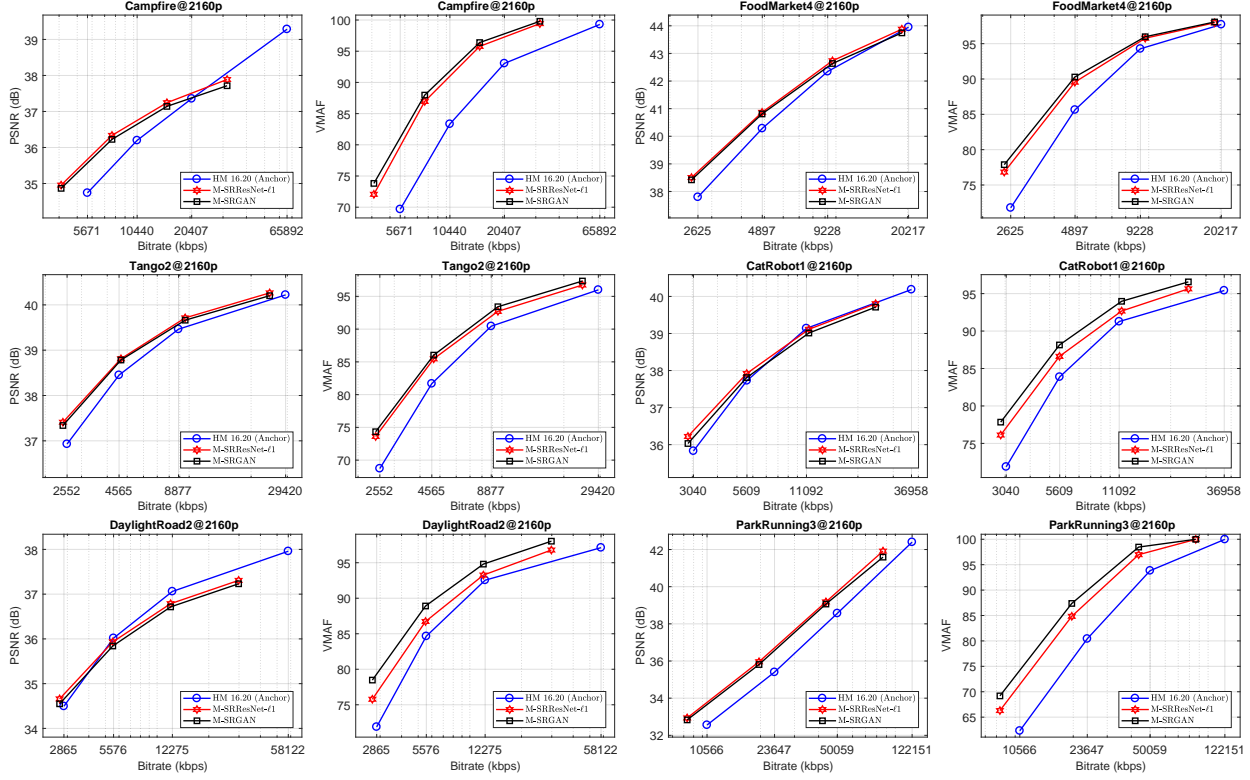 Campfire@2160p
PSNR (dB)
39
38
37
36
35
HM 16.20 (Anchor)
M-SRResNet-ℓ1
M-SRGAN
5671 10440 20407 65892
Bitrate (kbps)
Campfire@2160p
VMAF
100
95
90
85
80
75
70
HM 16.20 (Anchor)
M-SRResNet-ℓ1
M-SRGAN
5671 10440 20407 65892
Bitrate (kbps)
FoodMarket4@2160p
PSNR (dB)
44
43
42
41
40
39
38
HM 16.20 (Anchor)
M-SRResNet-ℓ1
M-SRGAN
2625 4897 9228 20217
Bitrate (kbps)
FoodMarket4@2160p
VMAF
95
90
85
80
75
HM 16.20 (Anchor)
M-SRResNet-ℓ1
M-SRGAN
2625 4897 9228 20217
Bitrate (kbps)
Tango2@2160p
PSNR (dB)
40
39
38
37
HM 16.20 (Anchor)
M-SRResNet-ℓ1
M-SRGAN
2552 4565 8877 29420
Bitrate (kbps)
Tango2@2160p
VMAF
95
90
85
80
75
70
HM 16.20 (Anchor)
M-SRResNet-ℓ1
M-SRGAN
2552 4565 8877 29420
Bitrate (kbps)
CatRobot1@2160p
PSNR (dB)
40
39
38
37
36
HM 16.20 (Anchor)
M-SRResNet-ℓ1
M-SRGAN
3040 5609 11092 36958
Bitrate (kbps)
CatRobot1@2160p
VMAF
95
90
85
80
75
HM 16.20 (Anchor)
M-SRResNet-ℓ1
M-SRGAN
3040 5609 11092 36958
Bitrate (kbps)
DaylightRoad2@2160p
PSNR (dB)
38
37
36
35
34
HM 16.20 (Anchor)
M-SRResNet-ℓ1
M-SRGAN
2865 5576 12275 58122
Bitrate (kbps)
DaylightRoad2@2160p
VMAF
95
90
85
80
75
HM 16.20 (Anchor)
M-SRResNet-ℓ1
M-SRGAN
2865 5576 12275 58122
Bitrate (kbps)
ParkRunning3@2160p
PSNR (dB)
42
40
38
36
34
32
HM 16.20 (Anchor)
M-SRResNet-ℓ1
M-SRGAN
10566 23647 50059 122151
Bitrate (kbps)
ParkRunning3@2160p
VMAF
100
95
90
85
80
75
70
65
HM 16.20 (Anchor)
M-SRResNet-ℓ1
M-SRGAN
10566 23647 50059 122151
Bitrate (kbps)